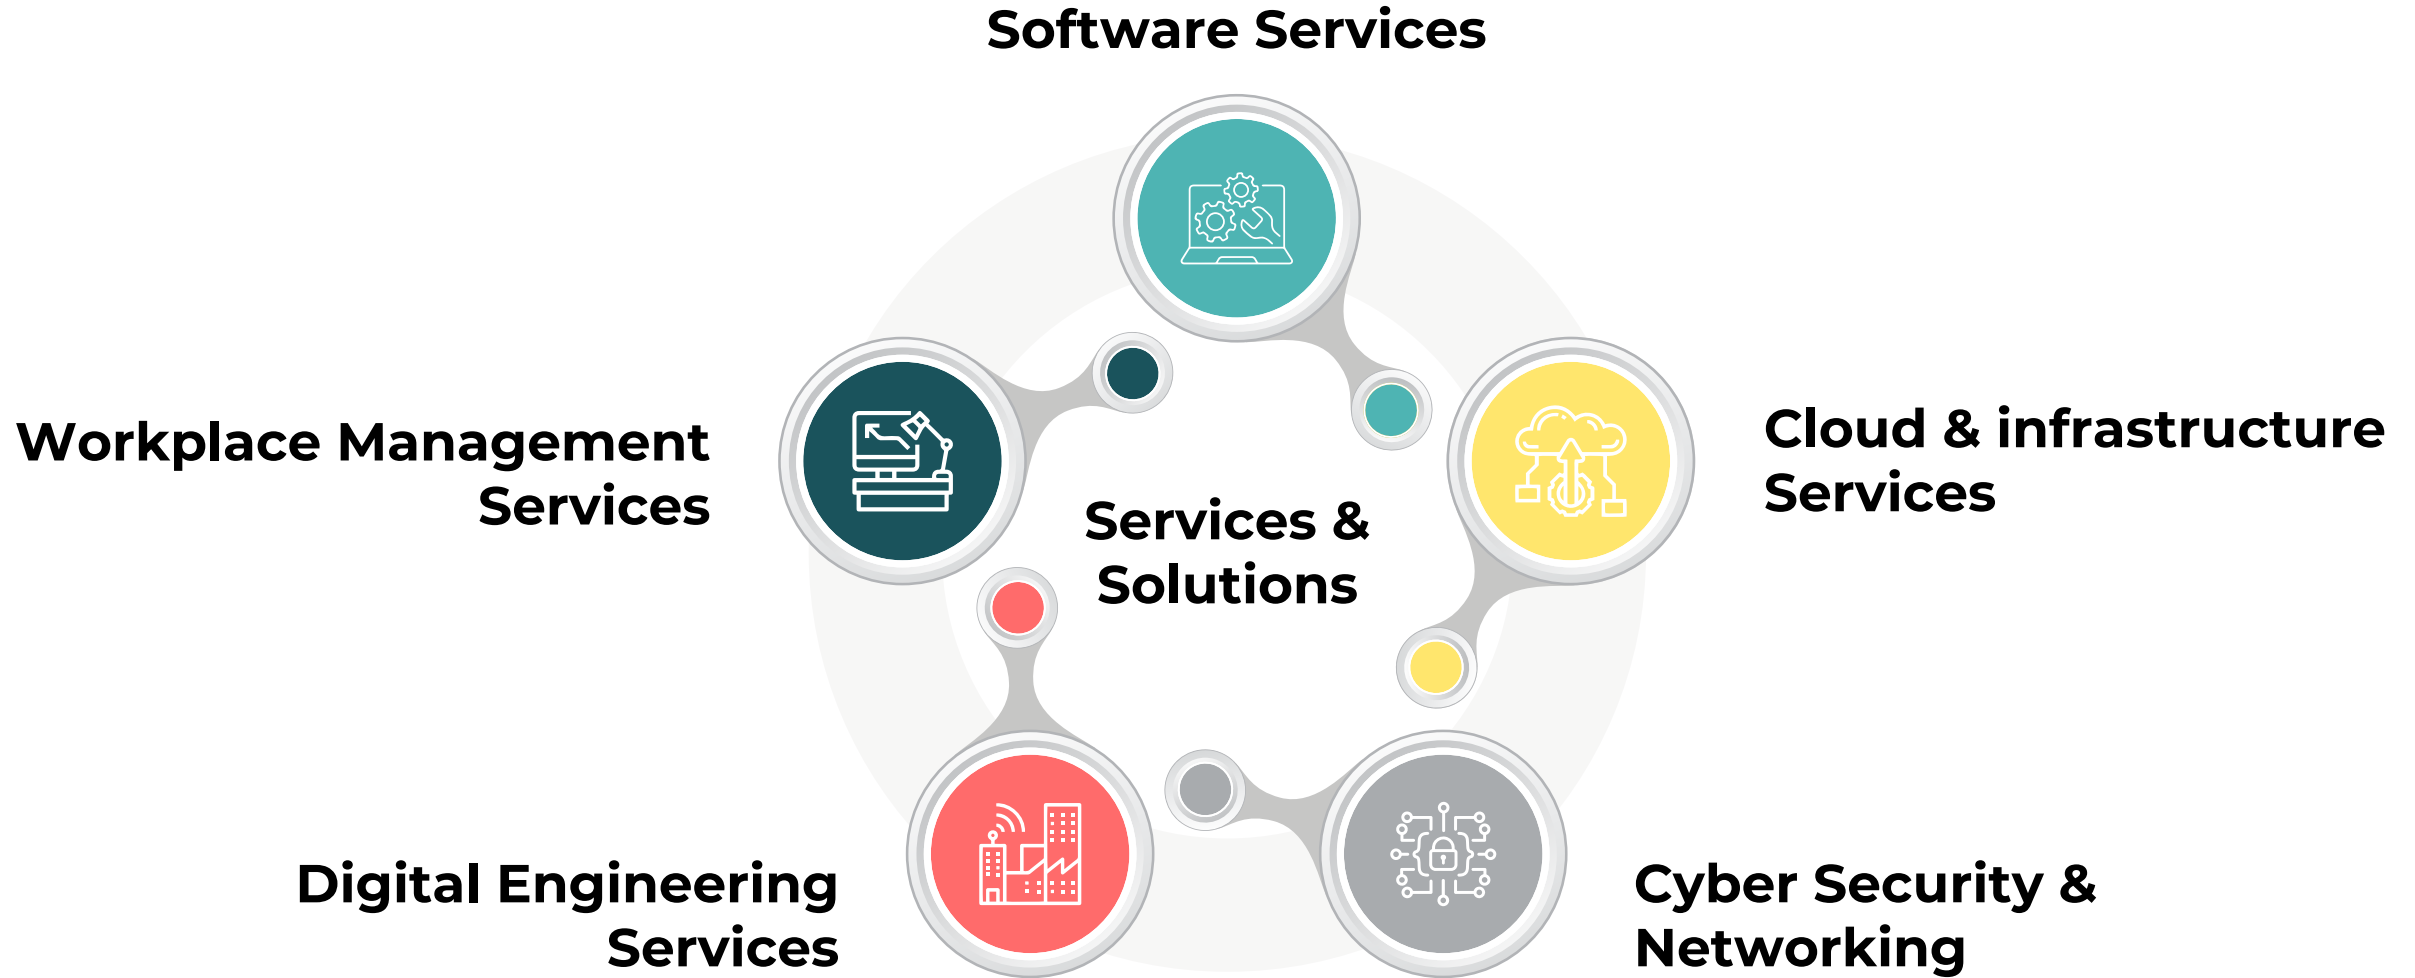 Software Services
Workplace Management
Services
Cloud & infrastructure
Services
Services &
Solutions
Digital Engineering
Services
Cyber Security &
Networking